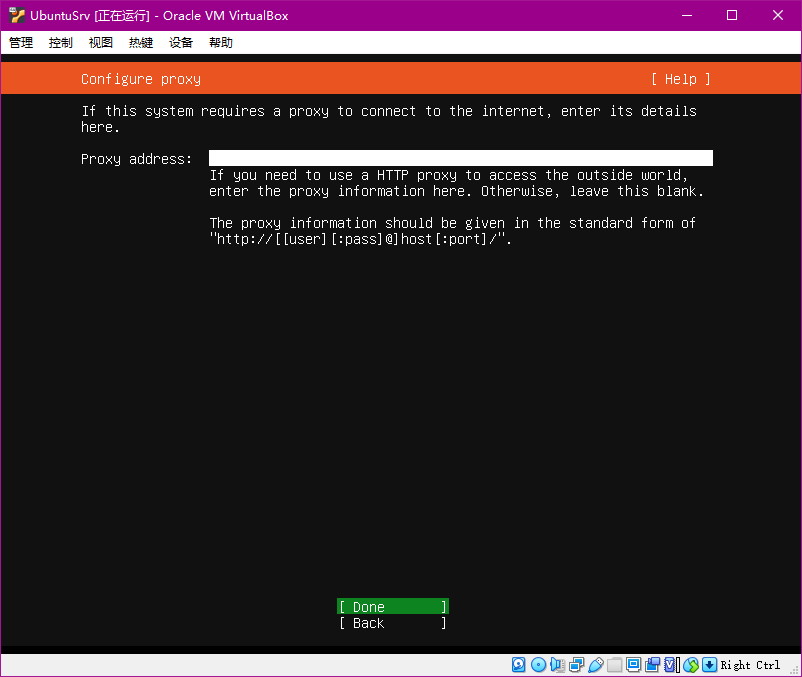 UbuntuSrv [正在运行] - Oracle VM VirtualBox
管理 控制 视图 热键 设备 帮助
Configure proxy [ Help ]
If this system requires a proxy to connect to the internet, enter its details
here.
Proxy address:
If you need to use a HTTP proxy to access the outside world,
enter the proxy information here. Otherwise, leave this blank.
The proxy information should be given in the standard form of
"http://[[user][:pass]@]host[:port]/".
[ Done ]
[ Back ]
Right Ctrl